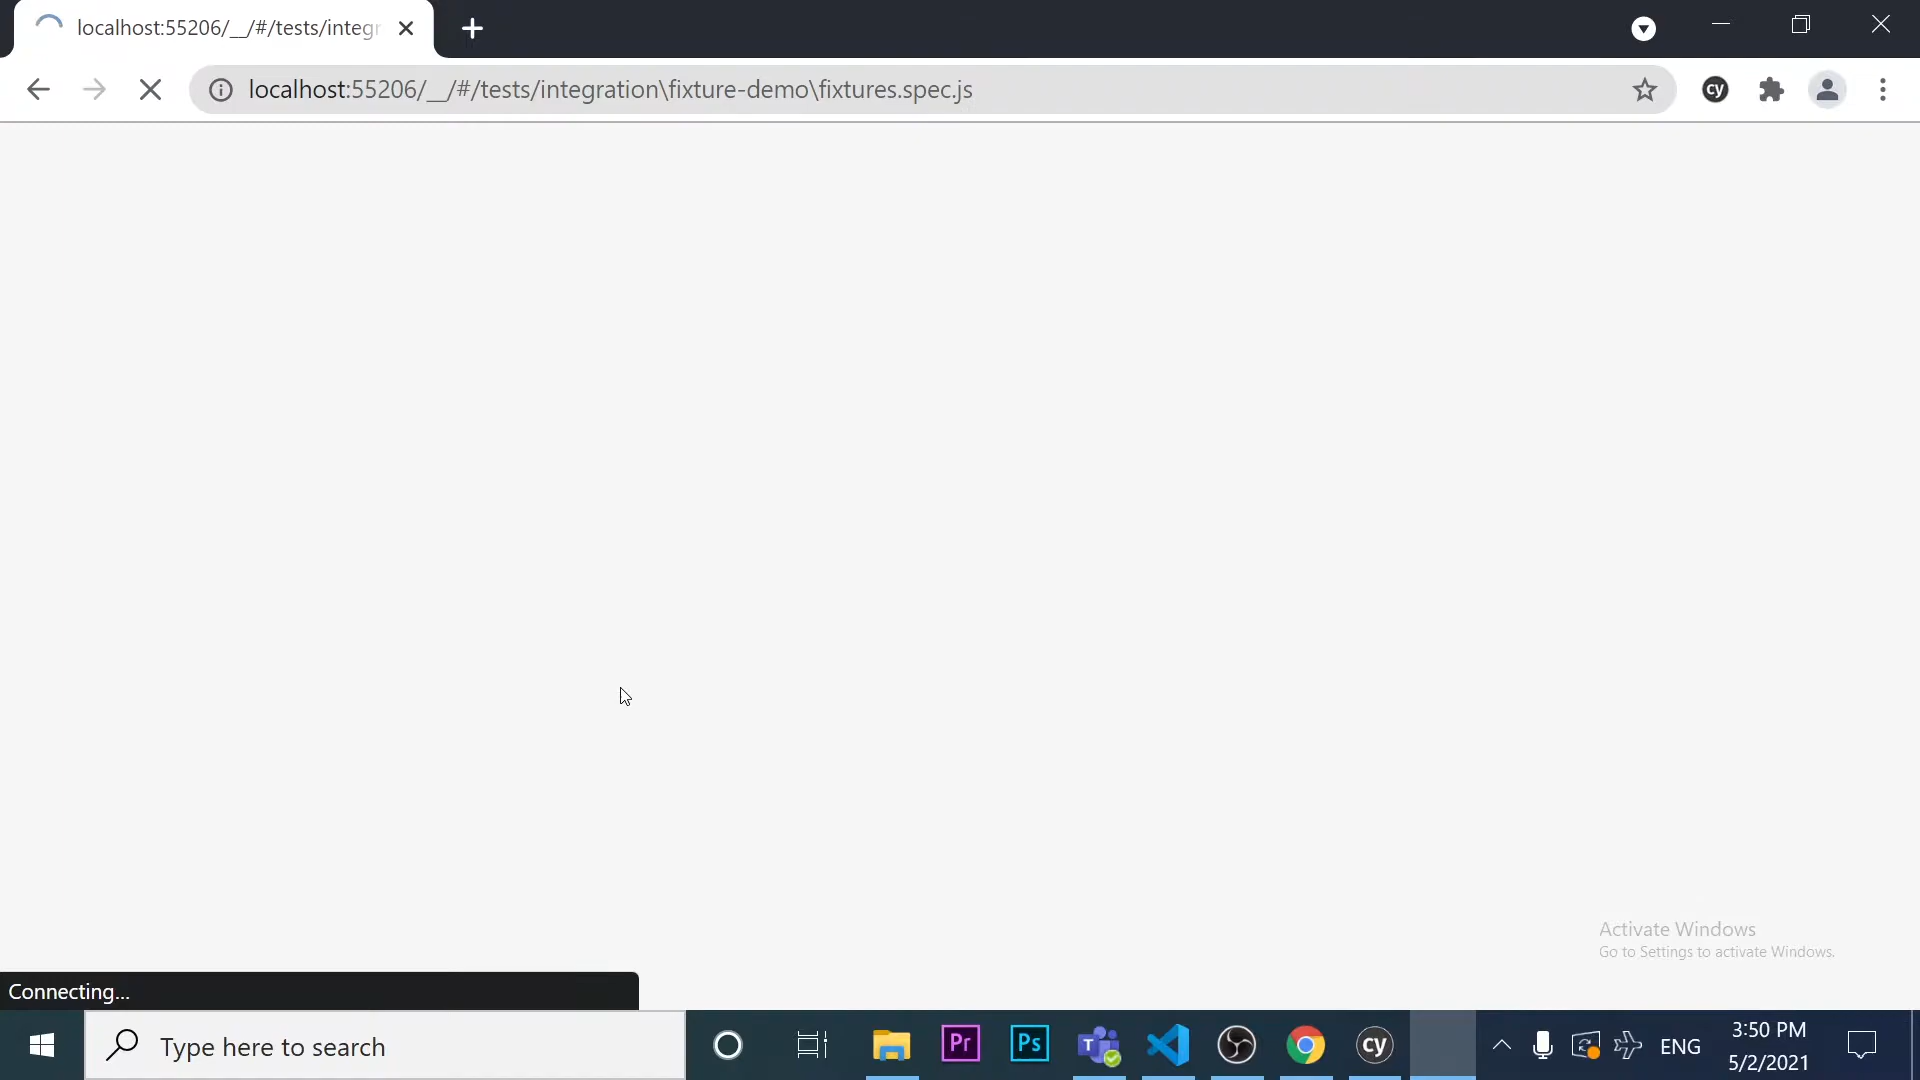 localhost:55206/__/#/tests/integr
localhost:55206/__/#/tests/integration\fixture-demo\fixtures.spec.js
cy
Activate Windows
Go to Settings to activate Windows.
Connecting...
Type here to search
Pr
Ps
T
cy
ENG
3:50 PM
5/2/2021